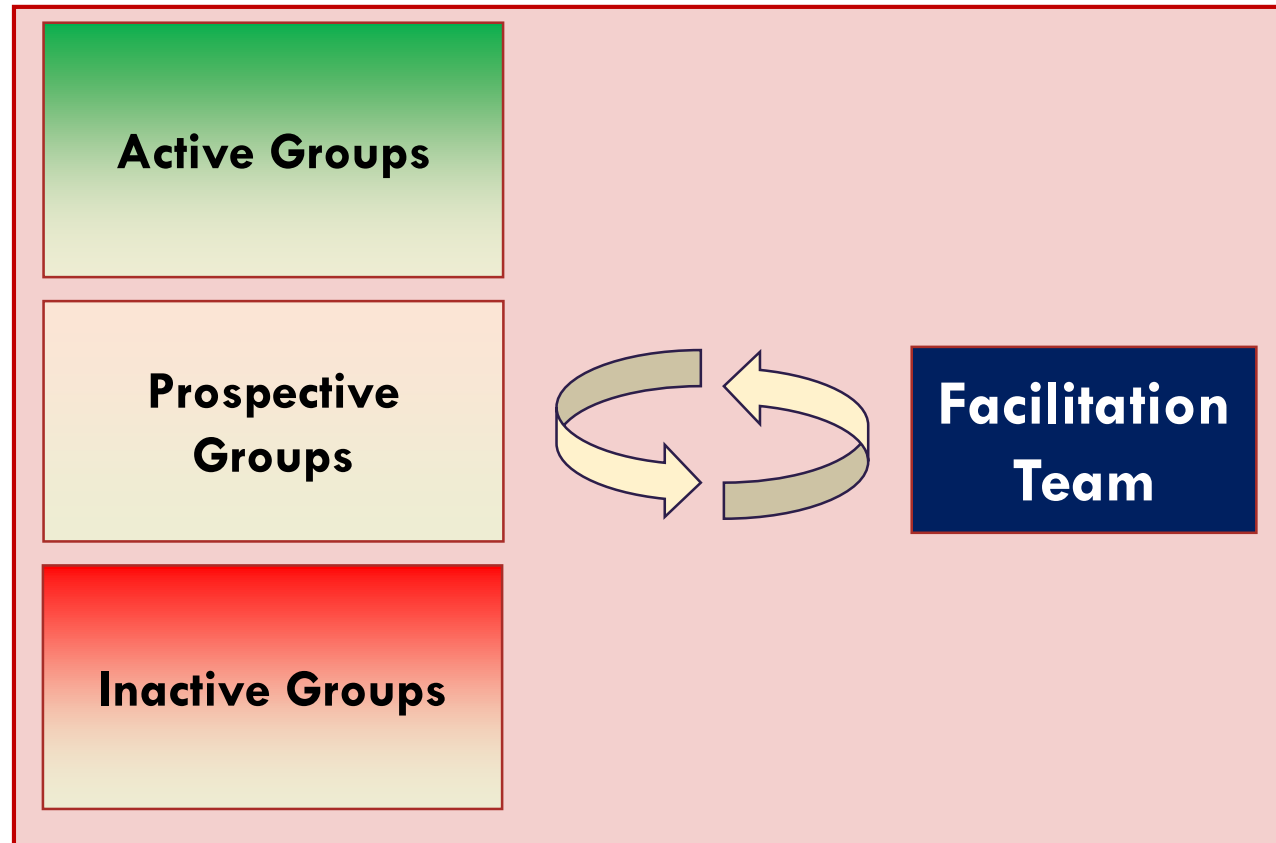 Active Groups
Prospective
Groups
Facilitation
Team
Inactive Groups